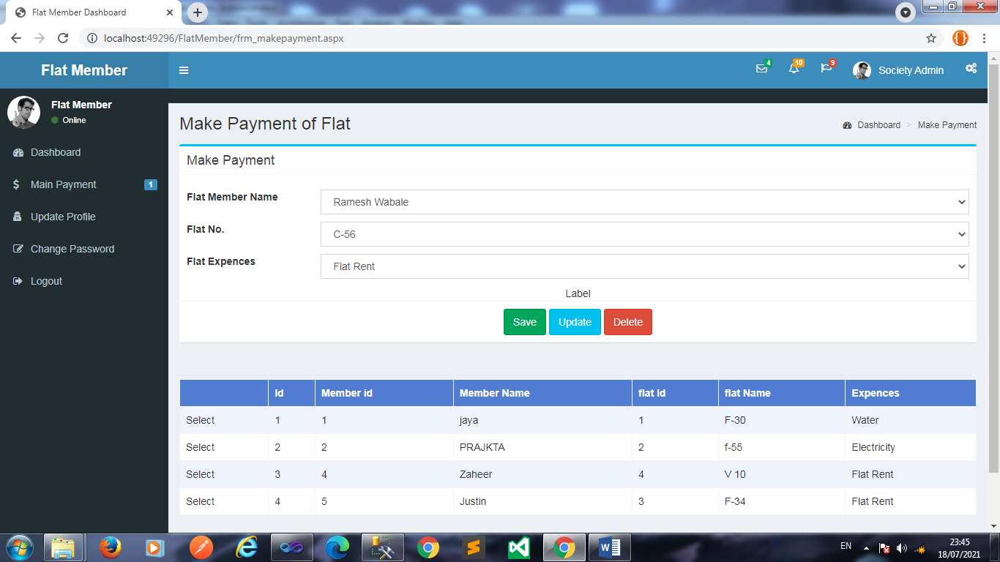 Flat Member Dashboard
localhost:49296/FlatMember/frm_makepayment.aspx
Flat Member
4
10
9
Society Admin
Flat Member
Online
Dashboard
Main Payment 1
Update Profile
Change Password
Logout
Make Payment of Flat
Dashboard > Make Payment
Make Payment
Flat Member Name Ramesh Wabale
Flat No. C-56
Flat Expences Flat Rent
Label
Save Update Delete
Id Member id Member Name flat Id flat Name Expences
Select 1 1 jaya 1 F-30 Water
Select 2 2 PRAJKTA 2 f-55 Electricity
Select 3 4 Zaheer 4 V 10 Flat Rent
Select 4 5 Justin 3 F-34 Flat Rent
EN
23:45
18/07/2021